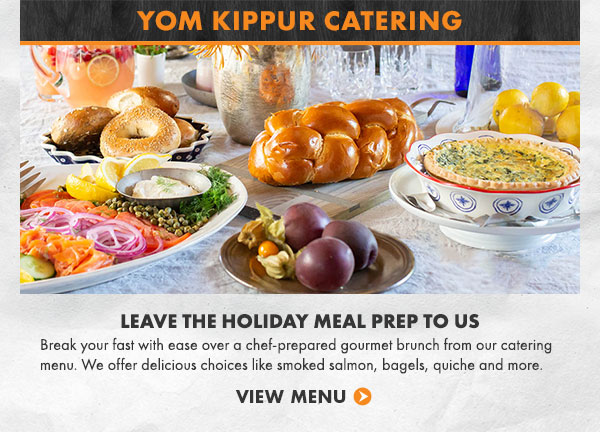 YOM KIPPUR CATERING
LEAVE THE HOLIDAY MEAL PREP TO US
Break your fast with ease over a chef-prepared gourmet brunch from our catering
menu. We offer delicious choices like smoked salmon, bagels, quiche and more.
VIEW MENU